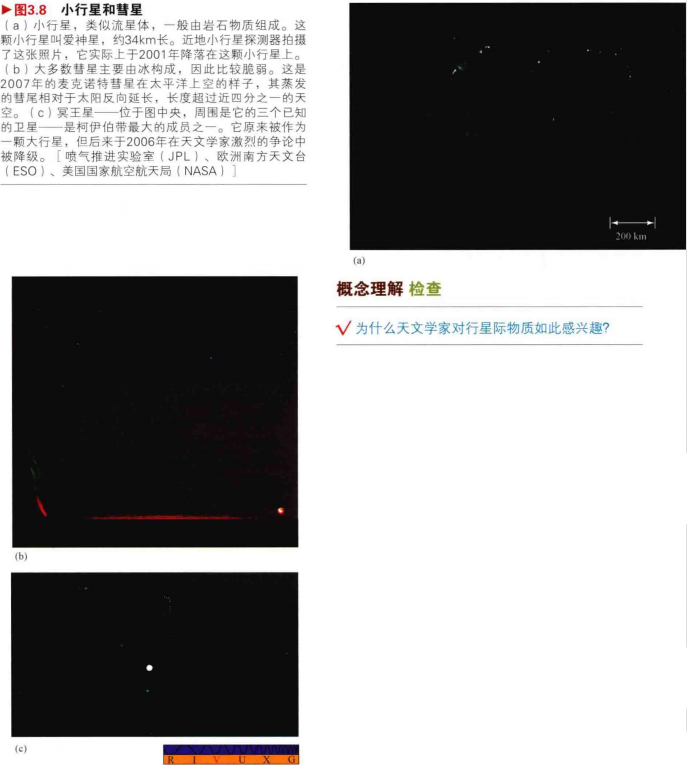 ▶图3.8 小行星和彗星
(a)小行星，类似流星体，一般由岩石物质组成。这
颗小行星叫爱神星，约34km长。近地小行星探测器拍摄
了这张照片，它实际上于2001年降落在这颗小行星上。
(b)大多数彗星主要由冰构成，因此比较脆弱。这是
2007年的麦克诺特彗星在太平洋上空的样子，其蒸发
的彗尾相对于太阳反向延长，长度超过近四分之一的天
空。(c)冥王星——位于图中央，周围是它的三个已知
的卫星——是柯伊伯带最大的成员之一。它原来被作为
一颗大行星，但后来于2006年在天文学家激烈的争论中
被降级。[喷气推进实验室(JPL)、欧洲南方天文台
(ESO)、美国国家航空航天局(NASA)]
200 km
(a)
概念理解 检查
√ 为什么天文学家对行星际物质如此感兴趣?
(b)
(c)
R I V U X G